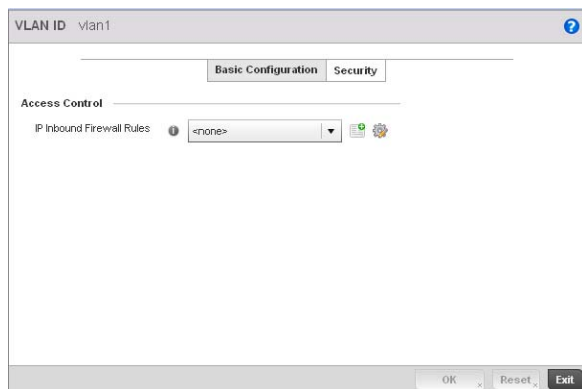 VLAN ID vlan1
Basic Configuration Security
Access Control
IP Inbound Firewall Rules <none>
OK Reset Exit